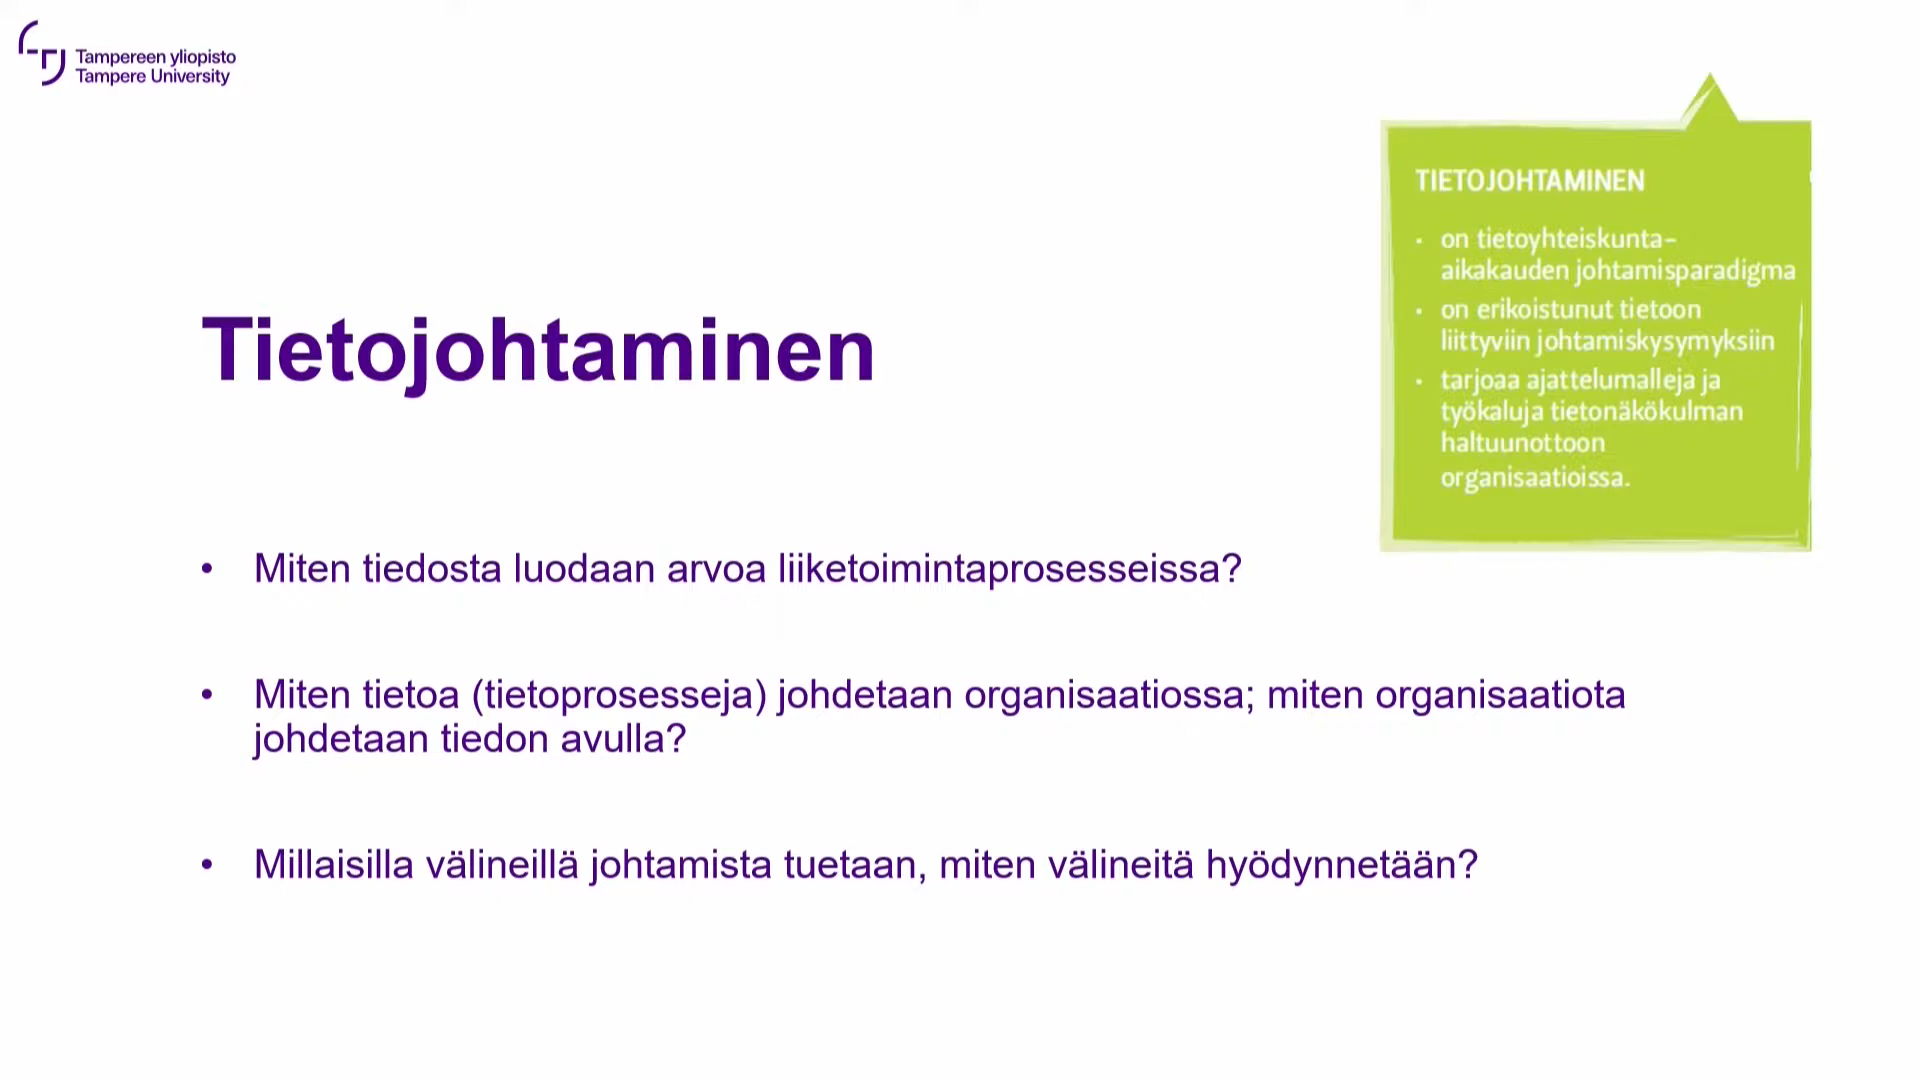 Tampereen yliopisto
Tampere University
TIETOJOHTAMINEN
• on tietoyhteiskunta-
aikakauden johtamisparadigma
• on erikoistunut tietoon
liittyviin johtamiskysymyksiin
• tarjoaa ajattelumalleja ja
työkaluja tietonäkökulman
haltuunottoon
organisaatioissa.
Tietojohtaminen
• Miten tiedosta luodaan arvoa liiketoimintaprosesseissa?
• Miten tietoa (tietoprosesseja) johdetaan organisaatiossa; miten organisaatiota
johdetaan tiedon avulla?
• Millaisilla välineillä johtamista tuetaan, miten välineitä hyödynnetään?